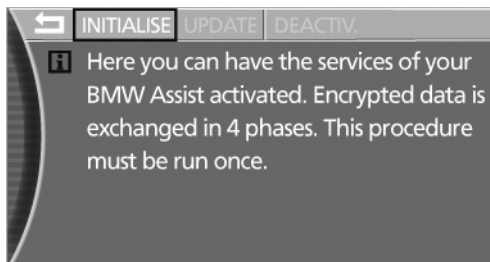 INITIALISE UPDATE DEACTIV.
i Here you can have the services of your
BMW Assist activated. Encrypted data is
exchanged in 4 phases. This procedure
must be run once.